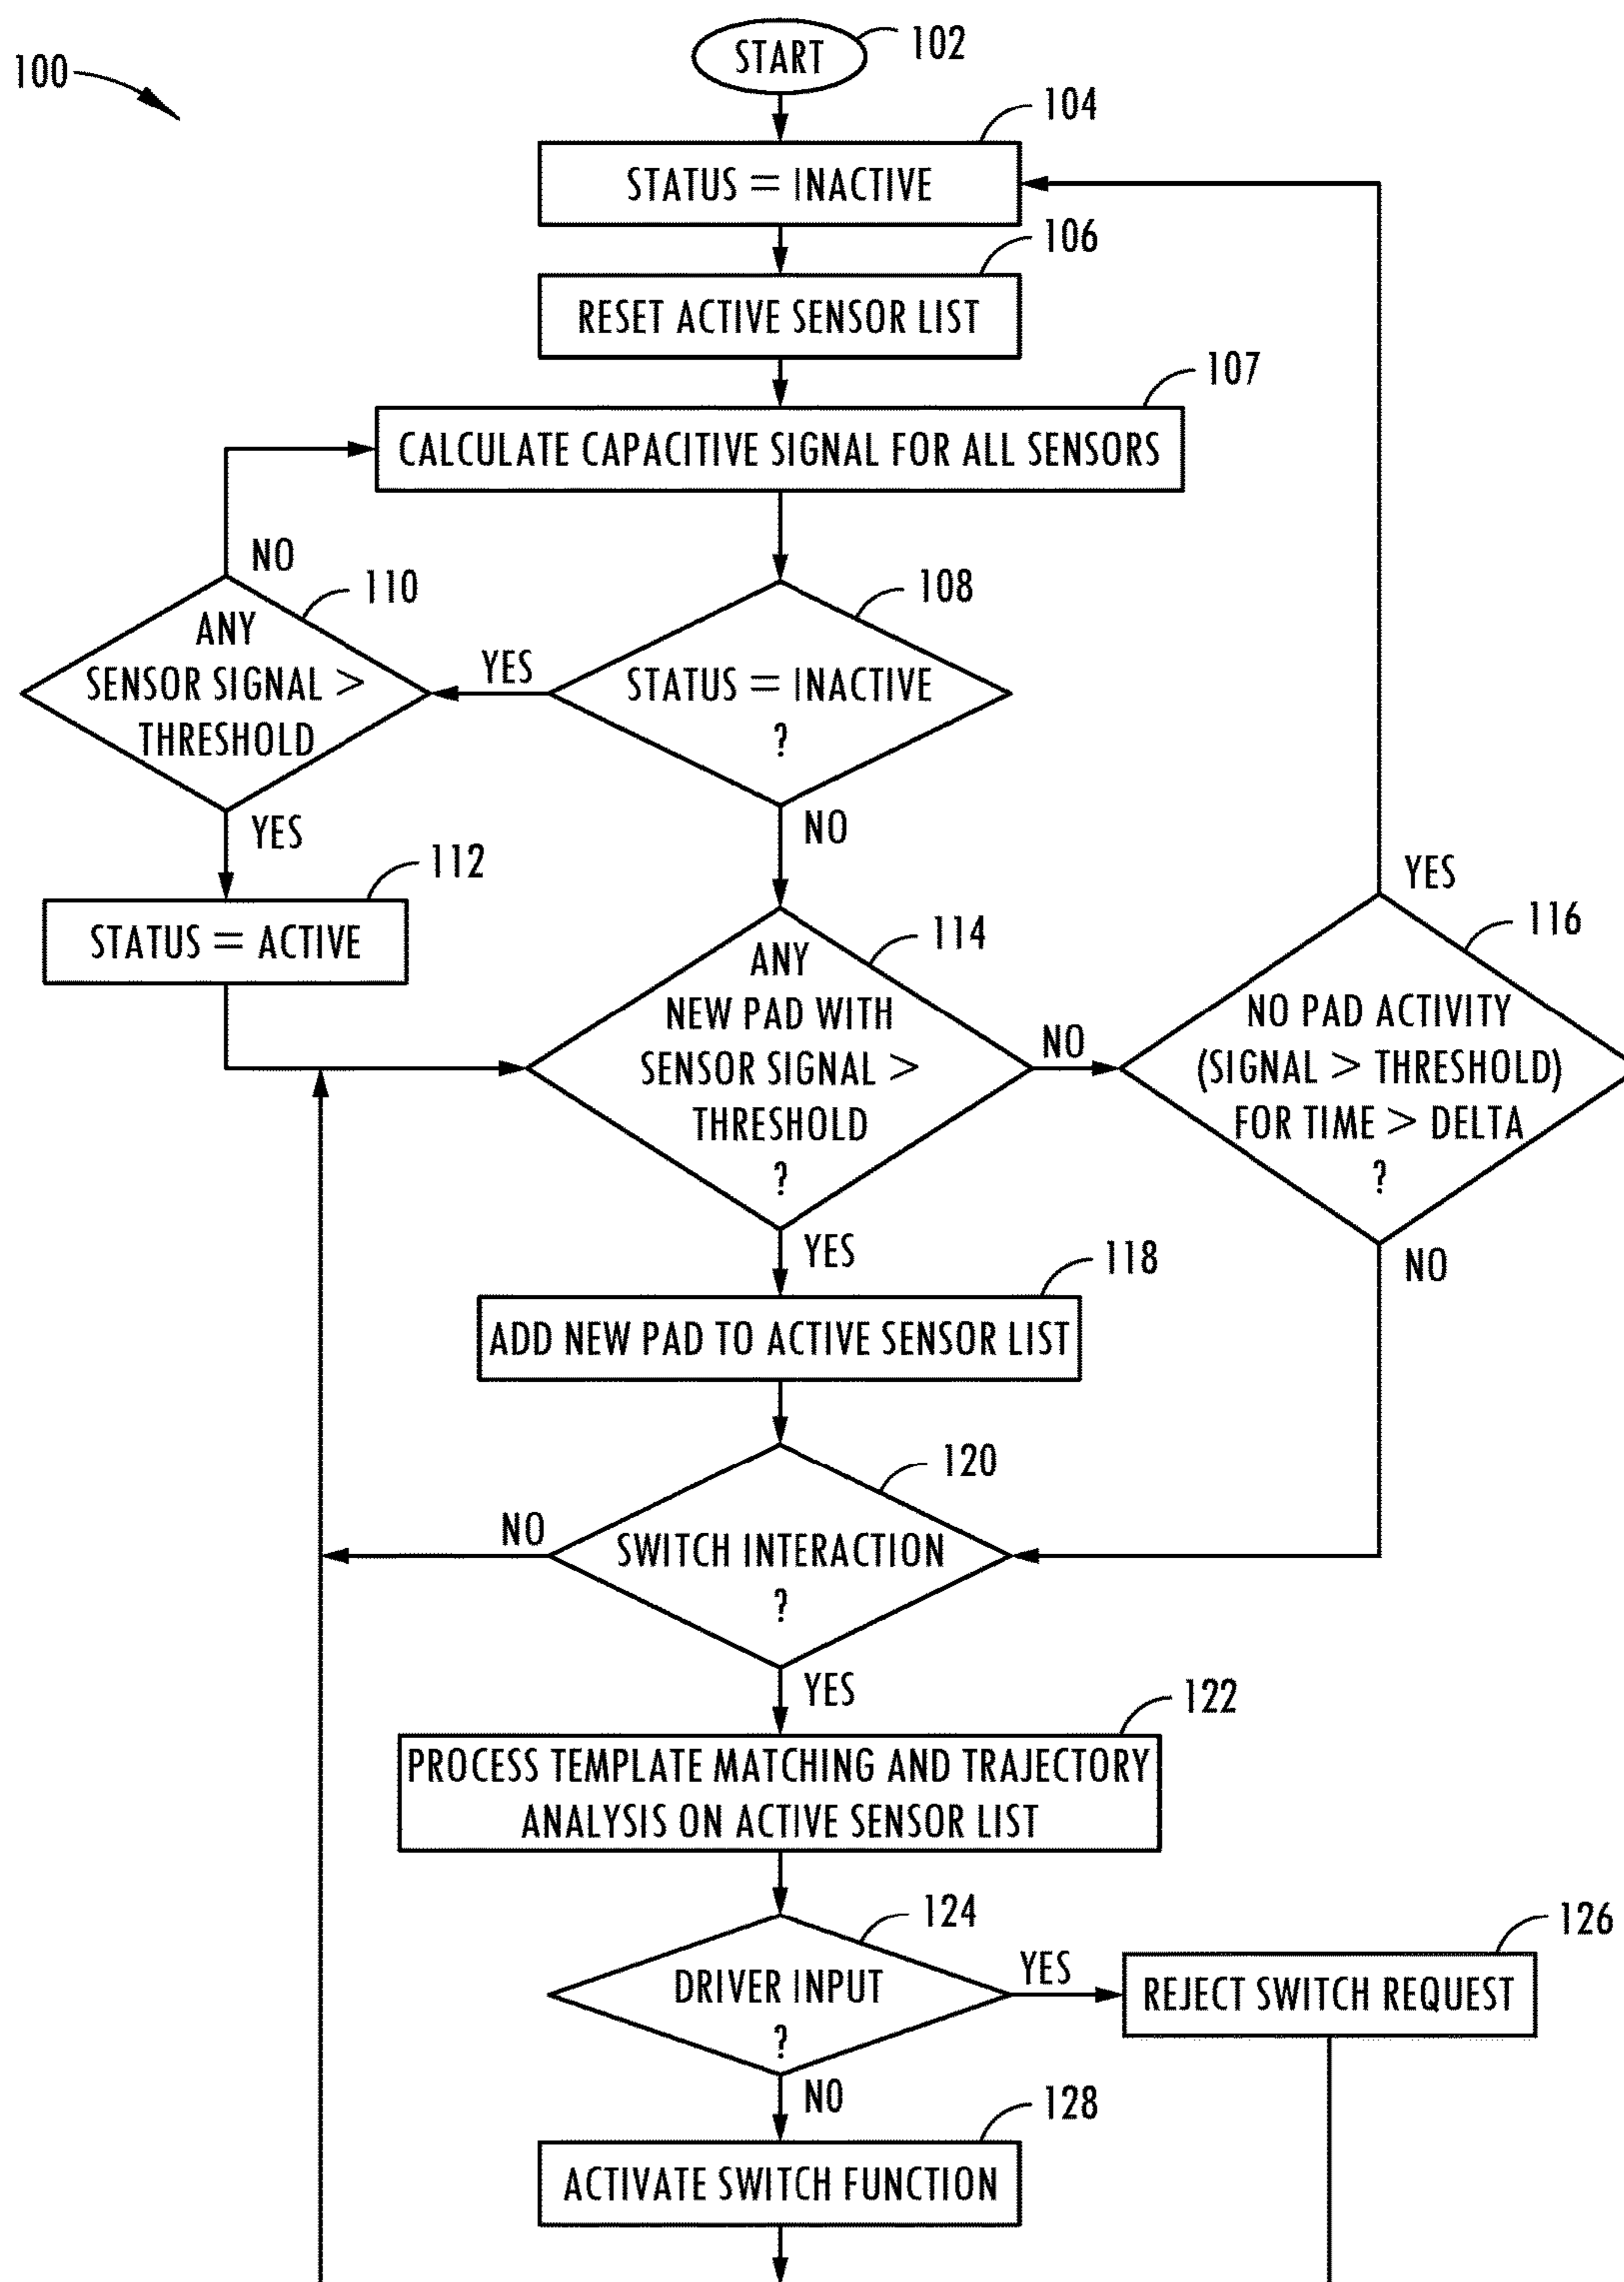 100
START
102
104
STATUS = INACTIVE
106
RESET ACTIVE SENSOR LIST
107
CALCULATE CAPACITIVE SIGNAL FOR ALL SENSORS
NO
110
ANY
SENSOR SIGNAL >
THRESHOLD
YES
108
STATUS = INACTIVE
?
YES
NO
112
STATUS = ACTIVE
114
ANY
NEW PAD WITH
SENSOR SIGNAL >
THRESHOLD
?
NO
YES
116
NO PAD ACTIVITY
(SIGNAL > THRESHOLD)
FOR TIME > DELTA
?
YES
NO
118
ADD NEW PAD TO ACTIVE SENSOR LIST
120
NO
SWITCH INTERACTION
?
YES
122
PROCESS TEMPLATE MATCHING AND TRAJECTORY
ANALYSIS ON ACTIVE SENSOR LIST
124
DRIVER INPUT
?
YES
126
REJECT SWITCH REQUEST
NO
128
ACTIVATE SWITCH FUNCTION